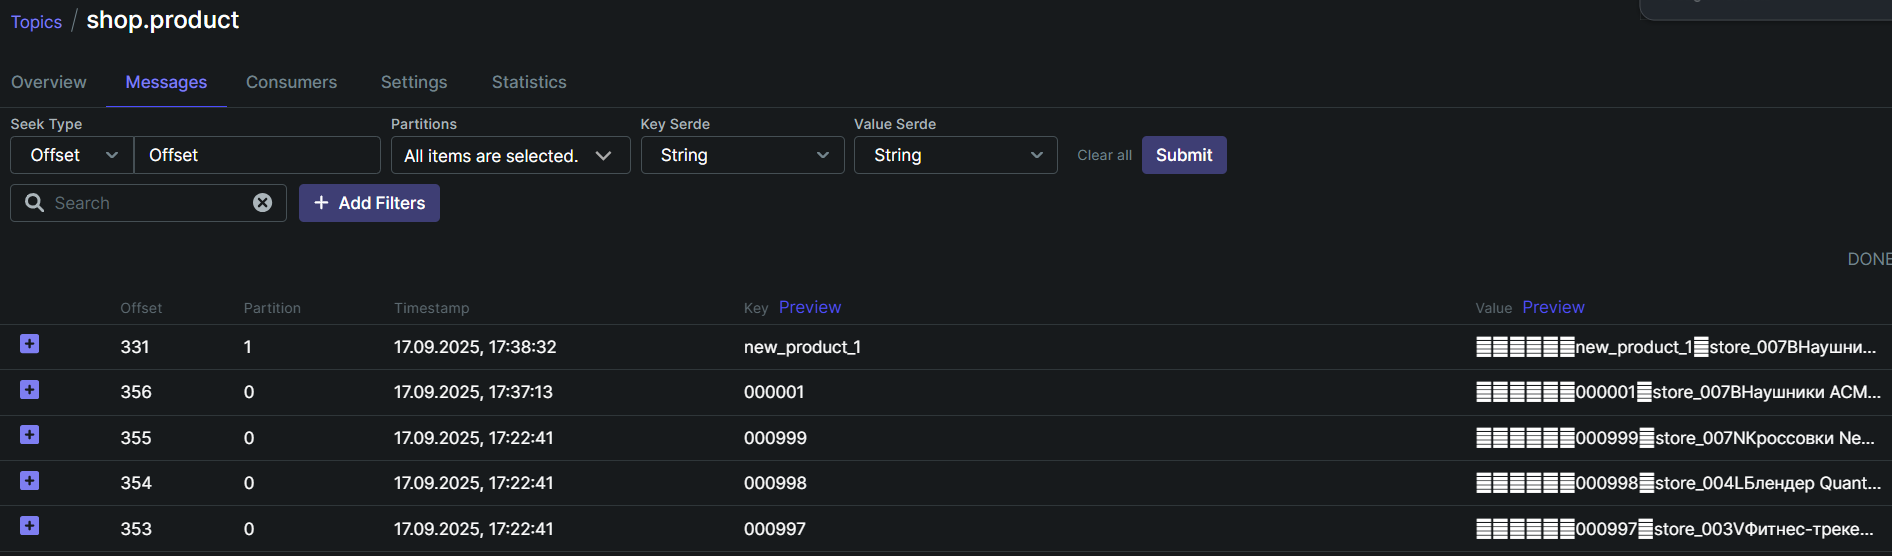 Topics / shop.product
Overview Messages Consumers Settings Statistics
Seek Type Partitions Key Serde Value Serde
Offset Offset All items are selected. String String Clear all Submit
Search + Add Filters
DONE
Offset Partition Timestamp Key Preview Value Preview
331 1 17.09.2025, 17:38:32 new_product_1 new_product_1 store_007BНаушни...
356 0 17.09.2025, 17:37:13 000001 000001 store_007BНаушники ACM...
355 0 17.09.2025, 17:22:41 000999 000999 store_007NКроссовки Ne...
354 0 17.09.2025, 17:22:41 000998 000998 store_004LБлендер Quant...
353 0 17.09.2025, 17:22:41 000997 000997 store_003VФитнес-треке...